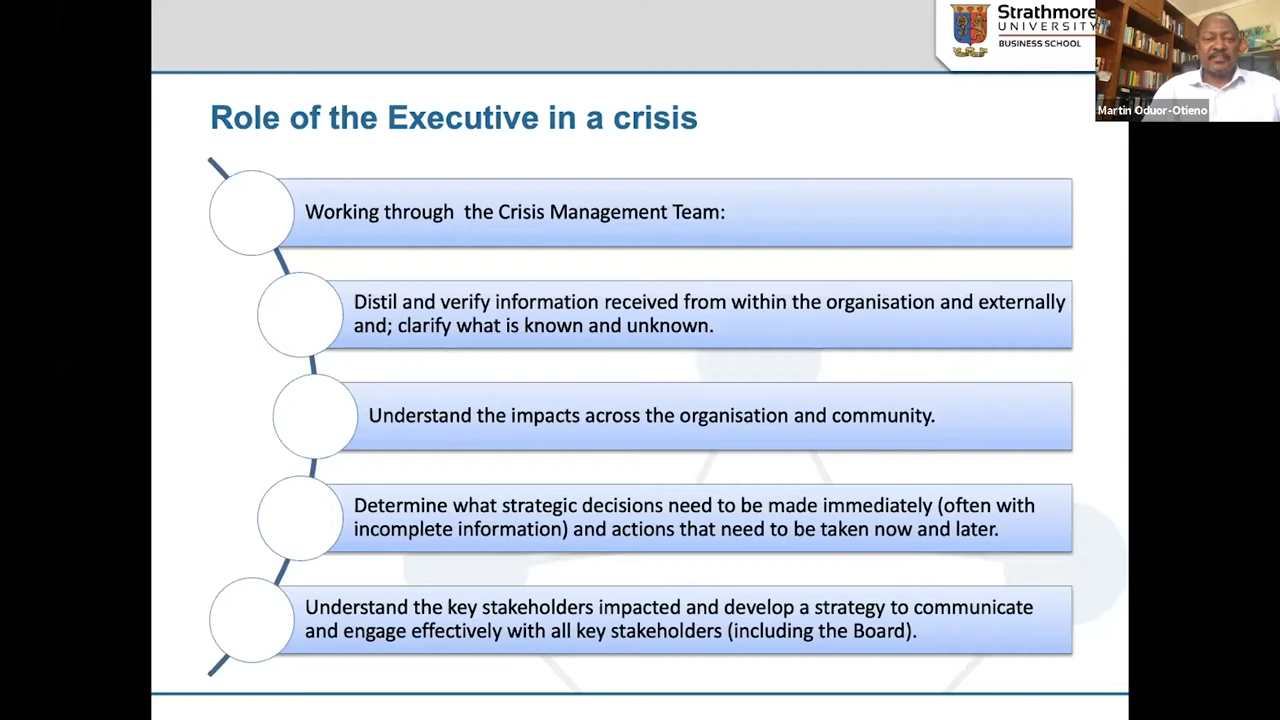 Strathmore
UNIVERSITY
BUSINESS SCHOOL
Martin Oduor-Otieno
Role of the Executive in a crisis
Working through  the Crisis Management Team:
Distil and verify information received from within the organisation and externally
and; clarify what is known and unknown.
Understand the impacts across the organisation and community.
Determine what strategic decisions need to be made immediately (often with
incomplete information) and actions that need to be taken now and later.
Understand the key stakeholders impacted and develop a strategy to communicate
and engage effectively with all key stakeholders (including the Board).